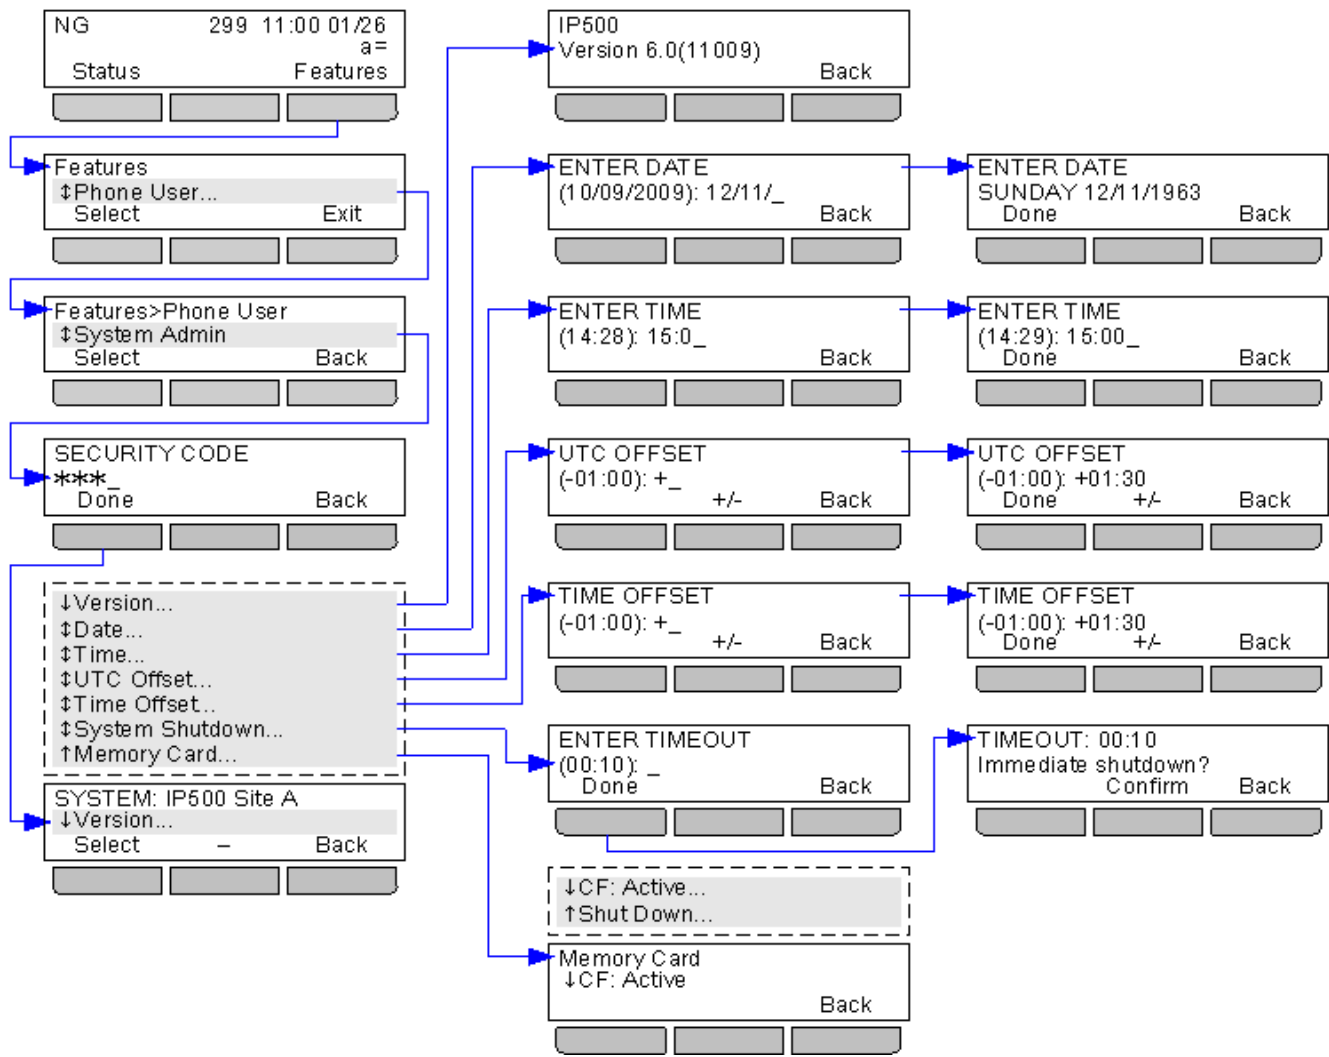 NG 299 11:00 01/26
a=
Status Features
Features
↕Phone User...
Select Exit
Features>Phone User
↕System Admin
Select Back
SECURITY CODE
***_
Done Back
↓Version...
↕Date...
↕Time...
↕UTC Offset...
↕Time Offset...
↕System Shutdown...
↑Memory Card...
SYSTEM: IP500 Site A
↓Version...
Select – Back
IP500
Version 6.0(11009)
Back
ENTER DATE
(10/09/2009): 12/11/_
Back
ENTER DATE
SUNDAY 12/11/1963
Done Back
ENTER TIME
(14:28): 15:0_
Back
ENTER TIME
(14:29): 15:00_
Done Back
UTC OFFSET
(-01:00): +_
+/- Back
UTC OFFSET
(-01:00): +01:30
Done +/- Back
TIME OFFSET
(-01:00): +_
+/- Back
TIME OFFSET
(-01:00): +01:30
Done +/- Back
ENTER TIMEOUT
(00:10): _
Done Back
TIMEOUT: 00:10
Immediate shutdown?
Confirm Back
↓CF: Active...
↑Shut Down...
Memory Card
↓CF: Active
Back